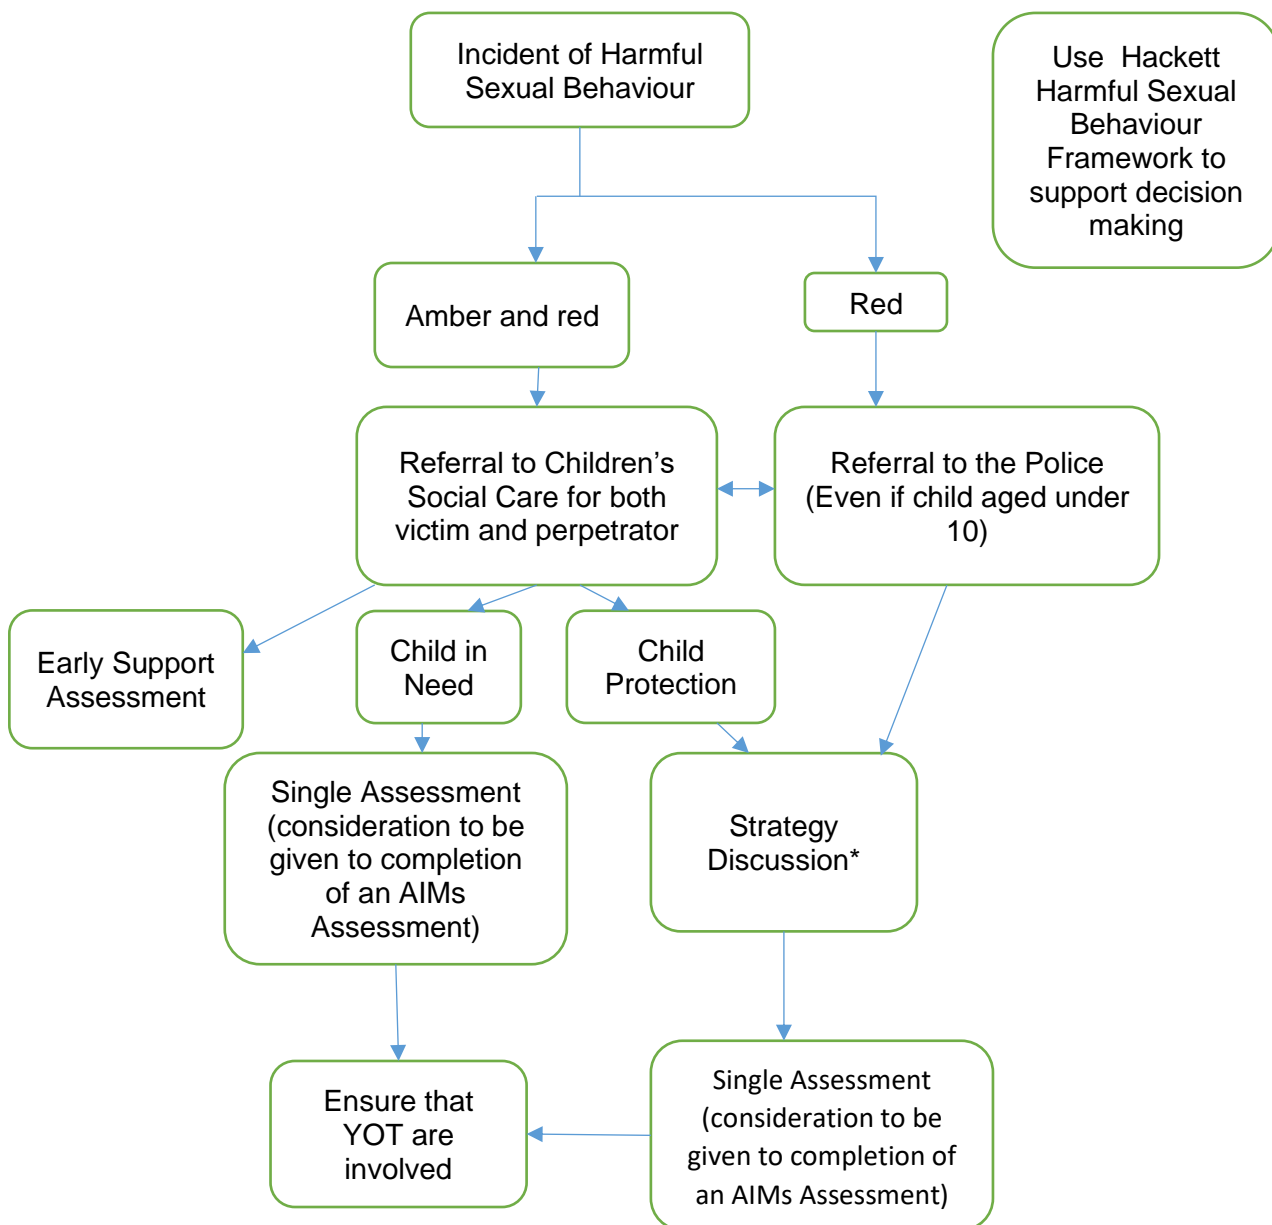 Incident of Harmful
Sexual Behaviour
Use Hackett
Harmful Sexual
Behaviour
Framework to
support decision
making
Amber and red
Red
Referral to Children’s
Social Care for both
victim and perpetrator
Referral to the Police
(Even if child aged under
10)
Early Support
Assessment
Child in
Need
Child
Protection
Single Assessment
(consideration to be
given to completion
of an AIMs
Assessment)
Strategy
Discussion*
Ensure that
YOT are
involved
Single Assessment
(consideration to be
given to completion of
an AIMs Assessment)